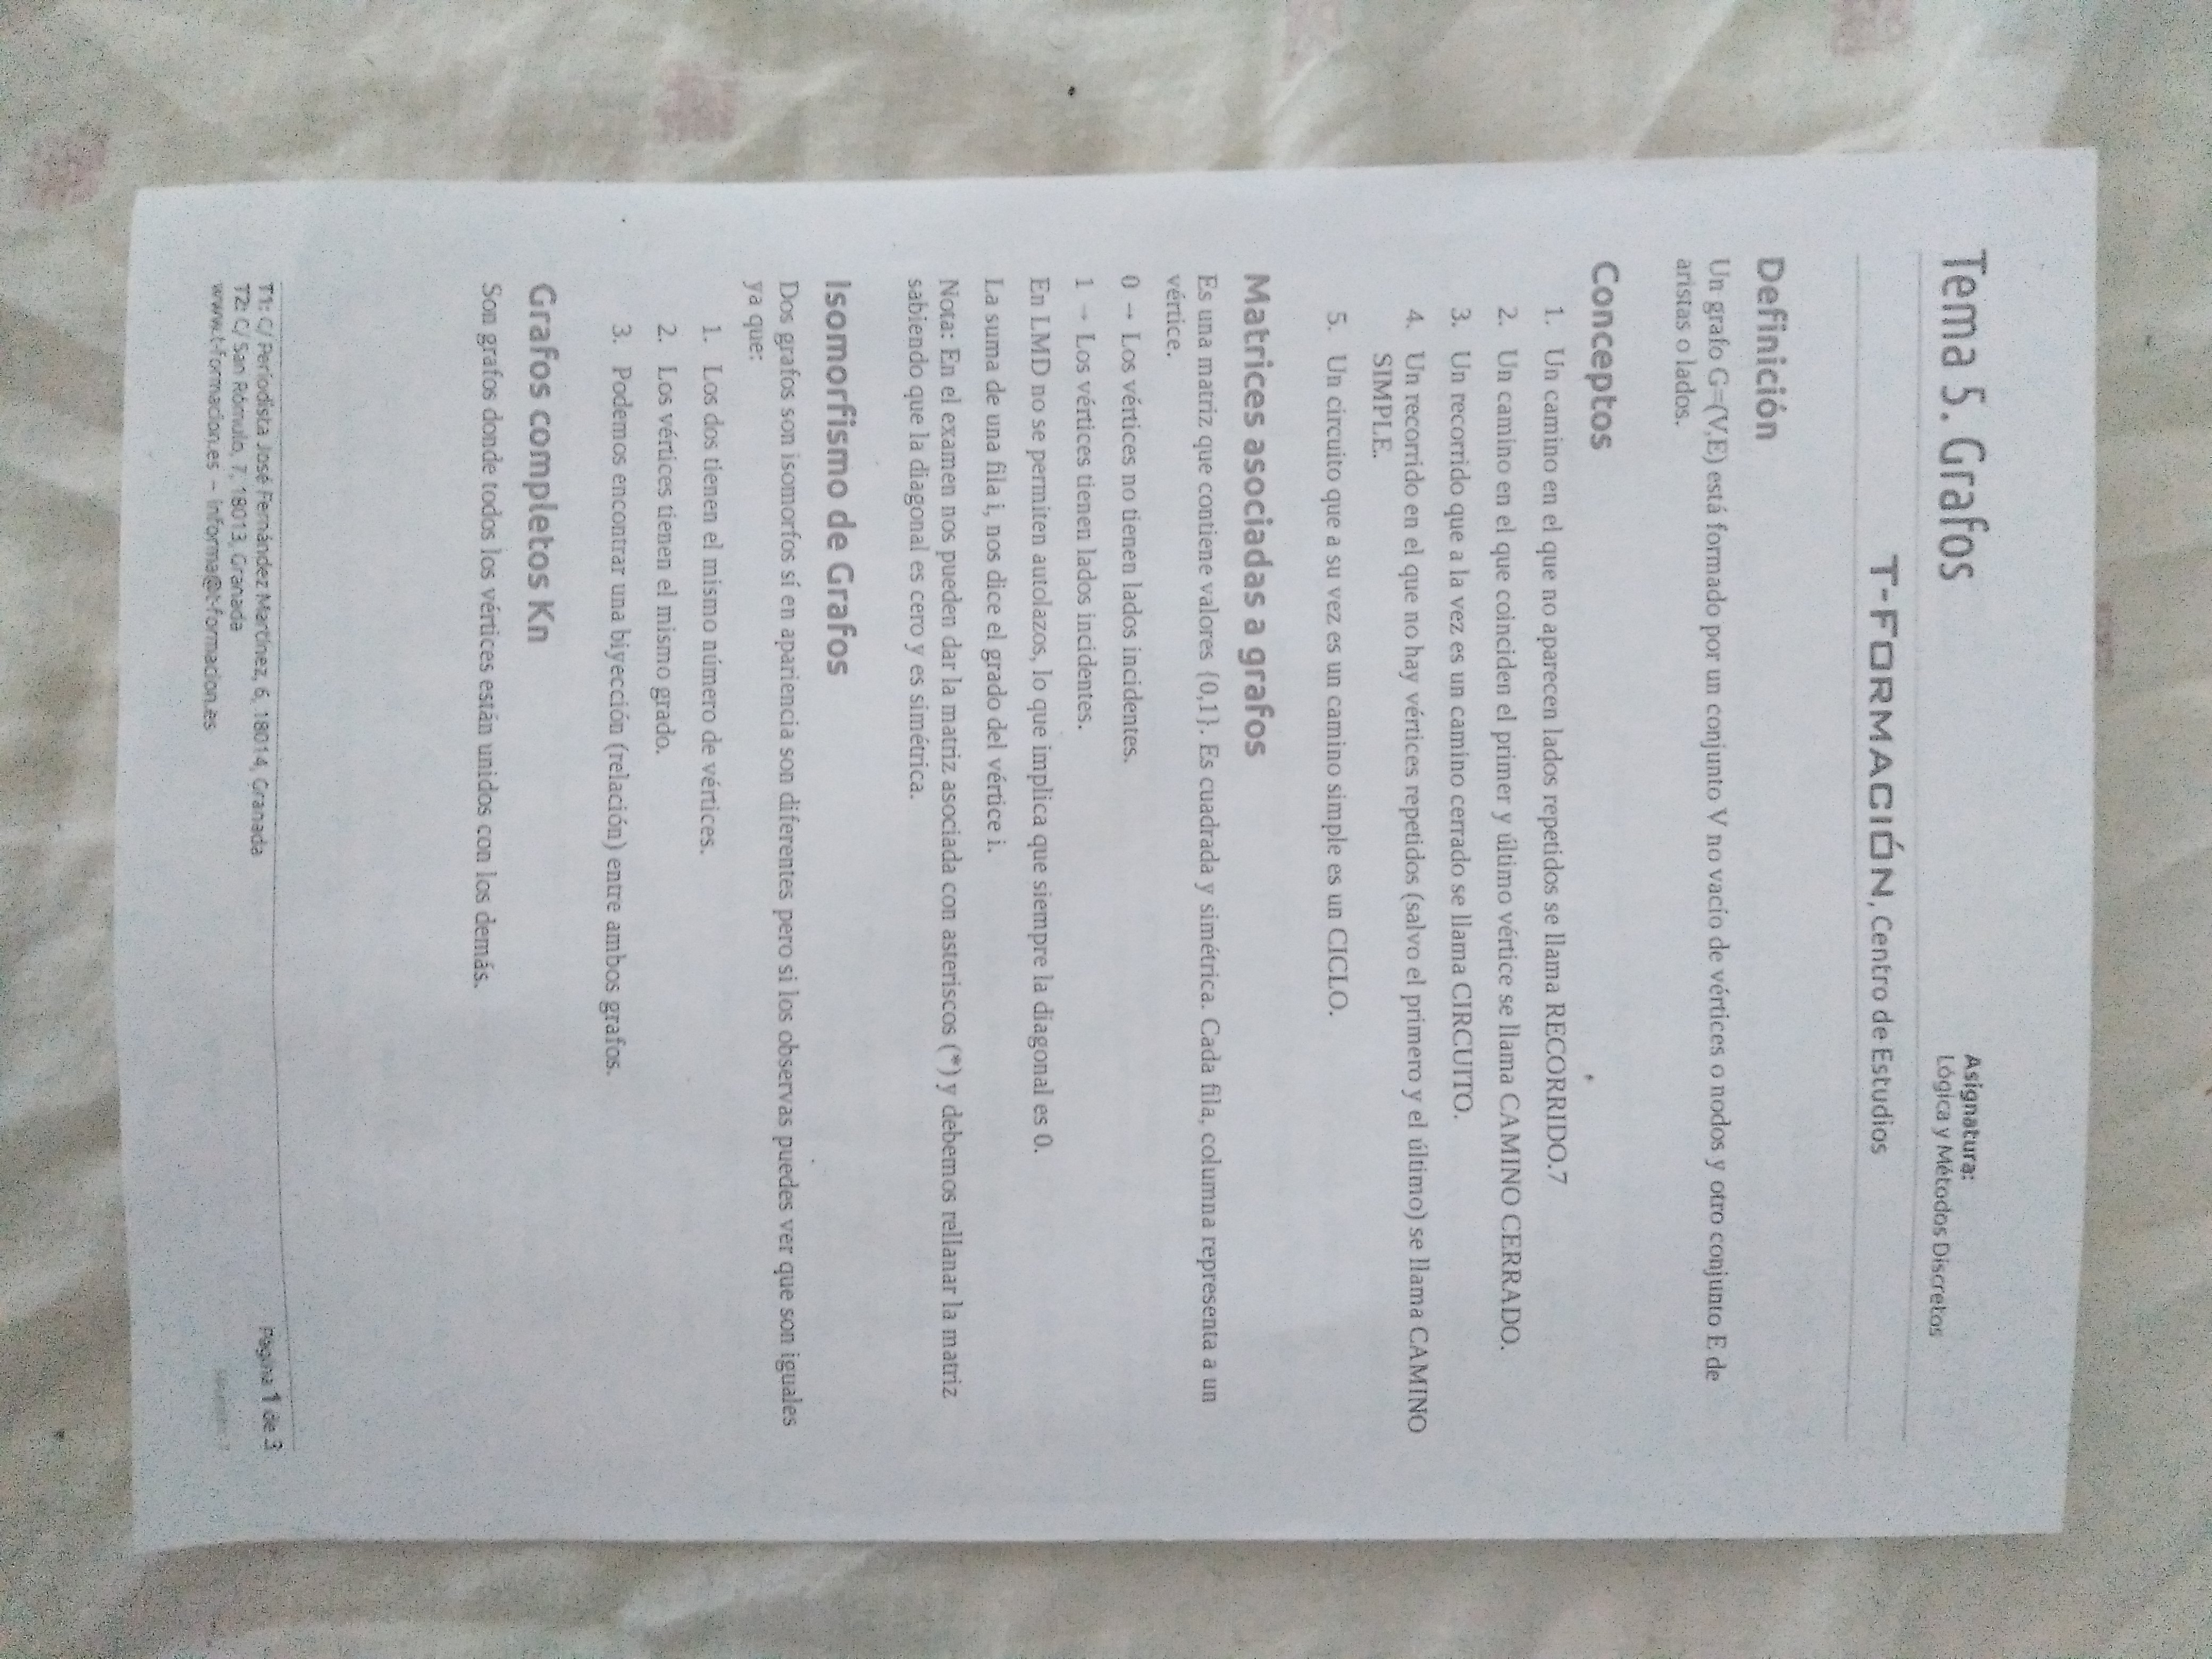 Tema 5. Grafos
Asignatura:
Lógica y Métodos Discretos
T-FORMACIÓN, Centro de Estudios
Definición
Un grafo G=(V,E) está formado por un conjunto V no vacío de vértices o nodos y otro conjunto E de
aristas o lados.
Conceptos
1. Un camino en el que no aparecen lados repetidos se llama RECORRIDO.7
2. Un camino en el que coinciden el primer y último vértice se llama CAMINO CERRADO.
3. Un recorrido que a la vez es un camino cerrado se llama CIRCUITO.
4. Un recorrido en el que no hay vértices repetidos (salvo el primero y el último) se llama CAMINO
SIMPLE.
5. Un circuito que a su vez es un camino simple es un CICLO.
Matrices asociadas a grafos
Es una matriz que contiene valores {0,1}. Es cuadrada y simétrica. Cada fila, columna representa a un
vértice.
0 → Los vértices no tienen lados incidentes.
1 → Los vértices tienen lados incidentes.
En LMD no se permiten autolazos, lo que implica que siempre la diagonal es 0.
La suma de una fila i, nos dice el grado del vértice i.
Nota: En el examen nos pueden dar la matriz asociada con asteriscos (*) y debemos rellanar la matriz
sabiendo que la diagonal es cero y es simétrica.
Isomorfismo de Grafos
Dos grafos son isomorfos sí en apariencia son diferentes pero si los observas puedes ver que son iguales
ya que:
1. Los dos tienen el mismo número de vértices.
2. Los vértices tienen el mismo grado.
3. Podemos encontrar una biyección (relación) entre ambos grafos.
Grafos completos Kn
Son grafos donde todos los vértices están unidos con los demás.
T1: C/ Periodista José Fernández Martínez, 6, 18014, Granada
T2: C/ San Rómulo, 7, 18013, Granada
www.t-formacion.es – informa@t-formacion.es
Página 1 de 3